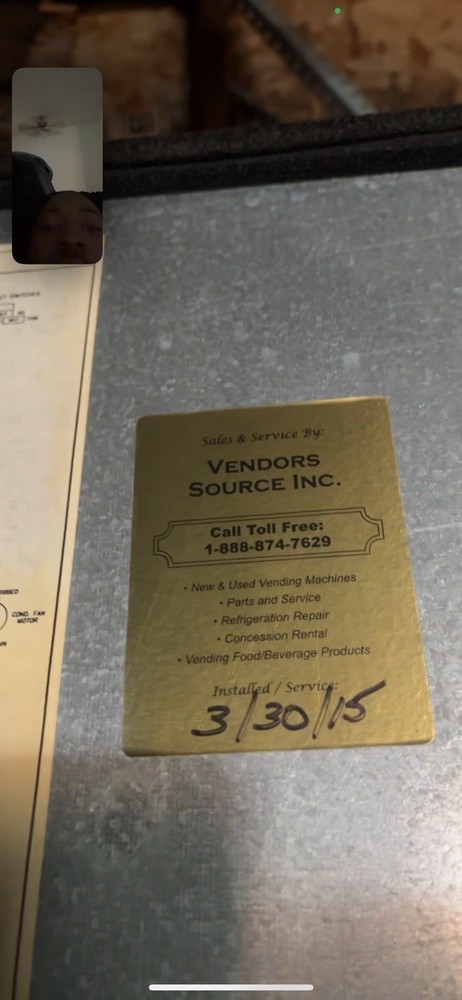 Sales & Service By:
VENDORS
SOURCE INC.
Call Toll Free:
1-888-874-7629
• New & Used Vending Machines
• Parts and Service
• Refrigeration Repair
• Concession Rental
• Vending Food/Beverage Products
Installed / Service:
3/30/15
COND. FAN
MOTOR